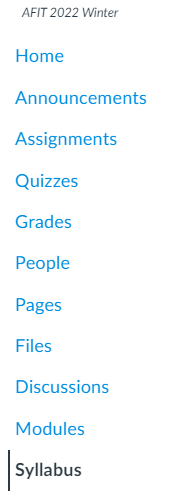 AFIT 2022 Winter
Home
Announcements
Assignments
Quizzes
Grades
People
Pages
Files
Discussions
Modules
Syllabus